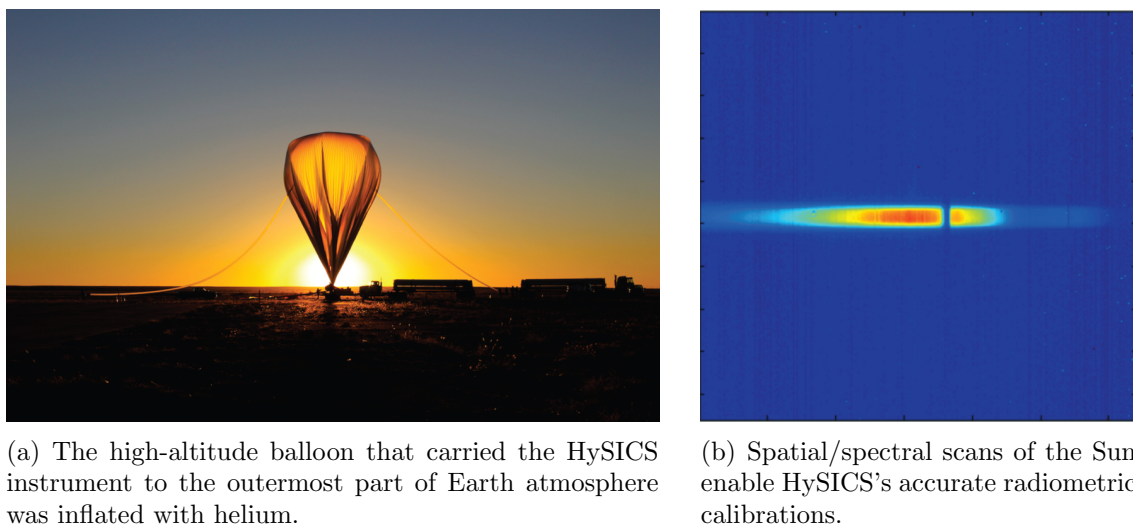 (a) The high-altitude balloon that carried the HySICS
instrument to the outermost part of Earth atmosphere
was inflated with helium.
(b) Spatial/spectral scans of the Sun
enable HySICS's accurate radiometric
calibrations.